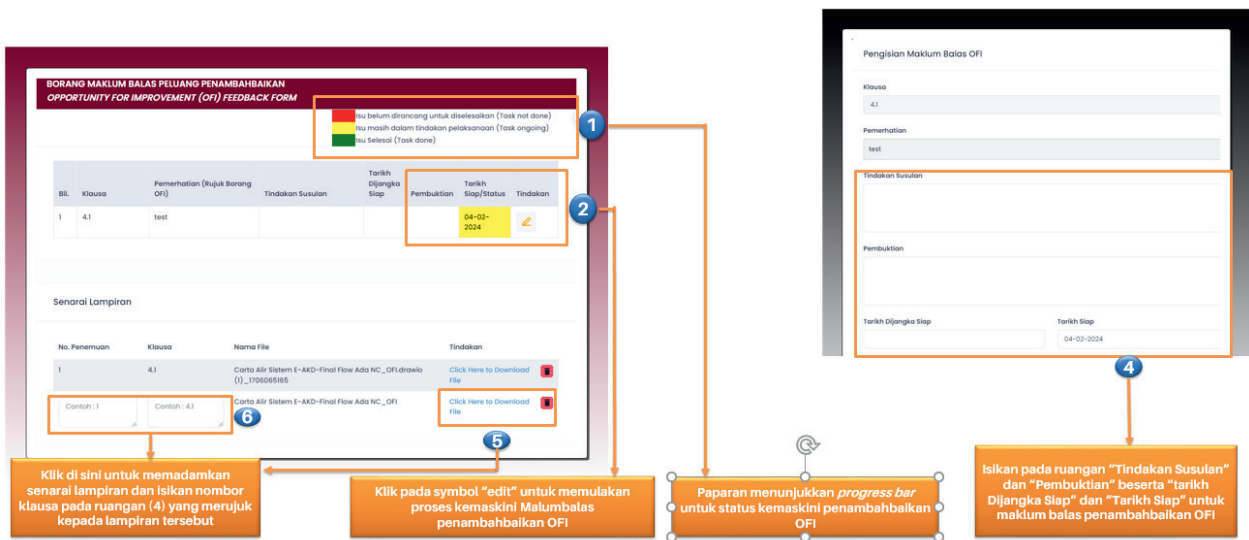 BORANG MAKLUM BALAS PELUANG PENAMBAHBAIKAN
OPPORTUNITY FOR IMPROVEMENT (OFI) FEEDBACK FORM
Isu belum dirancang untuk diselesaikan (Task not done)
Isu masih dalam tindakan pelaksanaan (Task ongoing)
Isu Selesai (Task done)
1
Bil.
Klausa
Pemerhatian (Rujuk Borang
OFI)
Tindakan Susulan
Tarikh
Dijangka
Siap
Pembuktian
Tarikh
Siap/Status
Tindakan
1
4.1
test
04-02-
2024
2
Senarai Lampiran
No. Penemuan
Klausa
Nama File
Tindakan
1
4.1
Carta Alir Sistem E-AKD-Final Flow Ada NC_OFI.drawio
(1)_1706065165
Click Here to Download
File
Contoh : 1
Contoh : 4.1
Carta Alir Sistem E-AKD-Final Flow Ada NC_OFI
Click Here to Download
File
6
5
Pengisian Maklum Balas OFI
Klausa
4.1
Pemerhatian
test
Tindakan Susulan
Pembuktian
Tarikh Dijangka Siap
Tarikh Siap
04-02-2024
4
Klik di sini untuk memadamkan
senarai lampiran dan isikan nombor
klausa pada ruangan (4) yang merujuk
kepada lampiran tersebut
Klik pada symbol “edit” untuk memulakan
proses kemaskini Malumbalas
penambahbaikan OFI
Paparan menunjukkan progress bar
untuk status kemaskini penambahbaikan
OFI
Isikan pada ruangan “Tindakan Susulan”
dan “Pembuktian” beserta “tarikh
Dijangka Siap” dan “Tarikh Siap” untuk
maklum balas penambahbaikan OFI